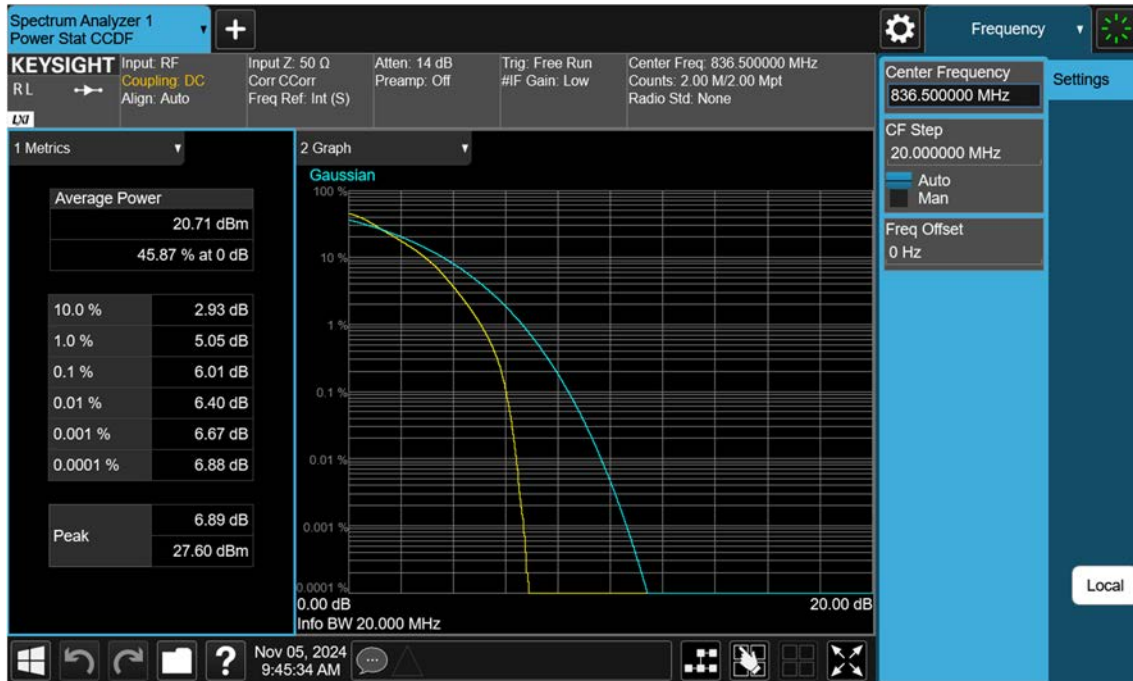 Spectrum Analyzer 1
Power Stat CCDF
+
Frequency
KEYSIGHT
R L
LXI
Input: RF
Coupling: DC
Align: Auto
Input Z: 50 Ω
Corr CCorr
Freq Ref: Int (S)
Atten: 14 dB
Preamp: Off
Trig: Free Run
#IF Gain: Low
Center Freq: 836.500000 MHz
Counts: 2.00 M/2.00 Mpt
Radio Std: None
Center Frequency
836.500000 MHz
Settings
CF Step
20.000000 MHz
Auto
Man
Freq Offset
0 Hz
Local
1 Metrics
Average Power
20.71 dBm
45.87 % at 0 dB
10.0 % 2.93 dB
1.0 % 5.05 dB
0.1 % 6.01 dB
0.01 % 6.40 dB
0.001 % 6.67 dB
0.0001 % 6.88 dB
Peak
6.89 dB
27.60 dBm
2 Graph
Gaussian
100 %
10 %
1 %
0.1 %
0.01 %
0.001 %
0.0001 %
0.00 dB 20.00 dB
Info BW 20.000 MHz
?
Nov 05, 2024
9:45:34 AM